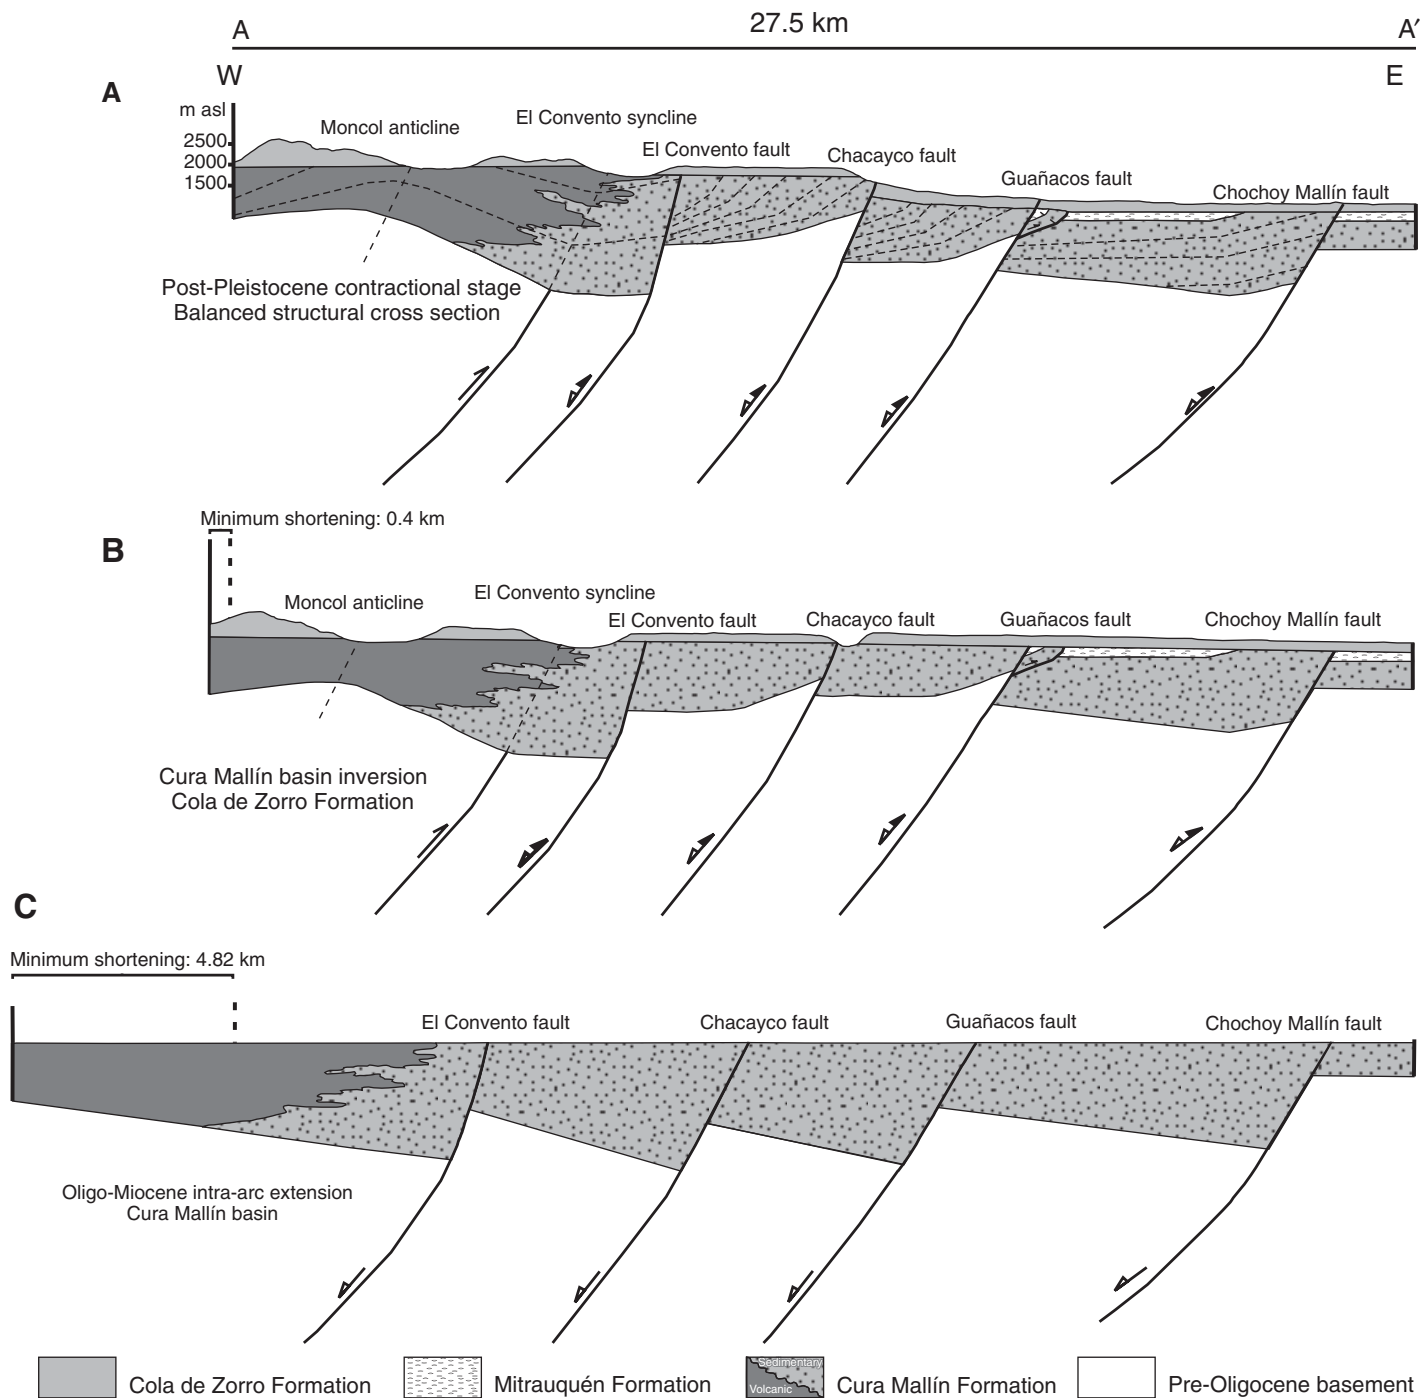 A
27.5 km
A′
W
E
A
m asl
2500
2000
1500
Moncol anticline
El Convento syncline
El Convento fault
Chacayco fault
Guañacos fault
Chochoy Mallín fault
Post-Pleistocene contractional stage
Balanced structural cross section
Minimum shortening: 0.4 km
B
Moncol anticline
El Convento syncline
El Convento fault
Chacayco fault
Guañacos fault
Chochoy Mallín fault
Cura Mallín basin inversion
Cola de Zorro Formation
C
Minimum shortening: 4.82 km
El Convento fault
Chacayco fault
Guañacos fault
Chochoy Mallín fault
Oligo-Miocene intra-arc extension
Cura Mallín basin
Cola de Zorro Formation
Mitrauquén Formation
Sedimentary
Volcanic
Cura Mallín Formation
Pre-Oligocene basement